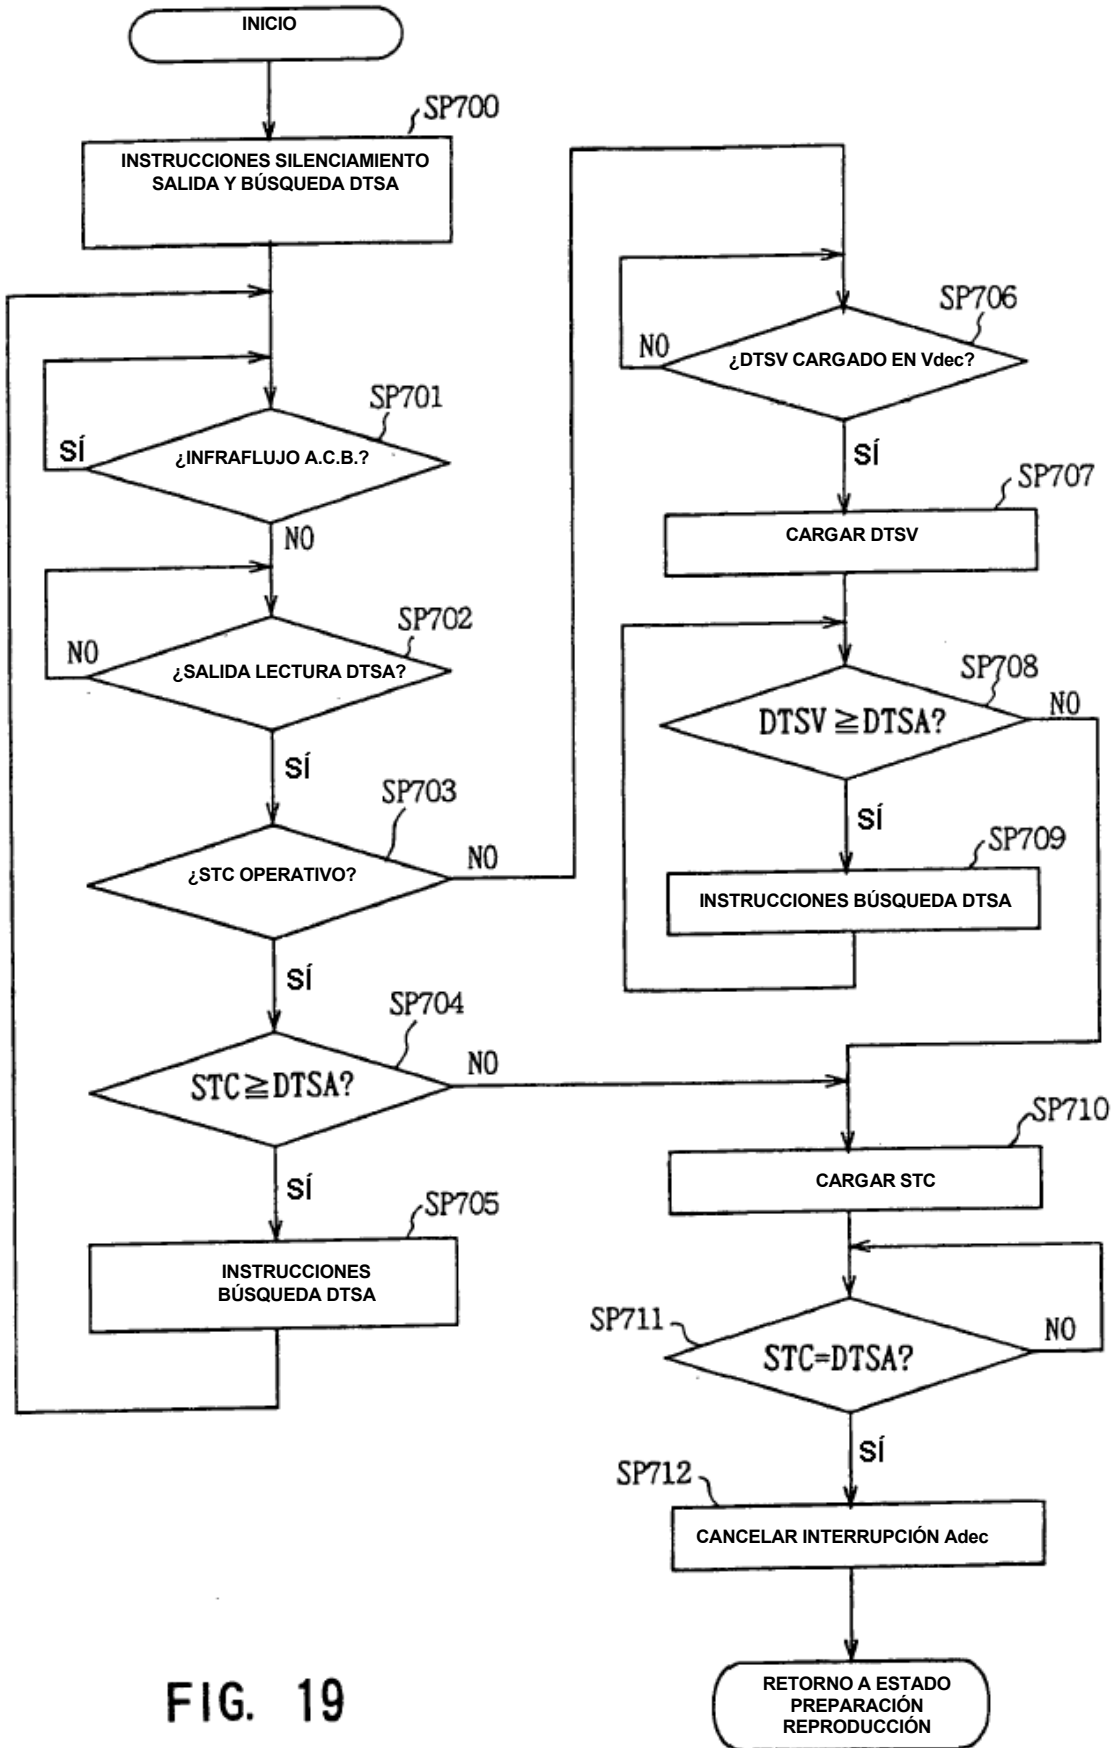 INICIO
SP700
INSTRUCCIONES SILENCIAMIENTO
SALIDA Y BÚSQUEDA DTSA
SP701
¿INFRAFLUJO A.C.B.?
SÍ
NO
SP702
¿SALIDA LECTURA DTSA?
NO
SÍ
SP703
¿STC OPERATIVO?
NO
SÍ
SP704
STC≧DTSA?
NO
SÍ
SP705
INSTRUCCIONES
BÚSQUEDA DTSA
SP706
¿DTSV CARGADO EN Vdec?
NO
SÍ
SP707
CARGAR DTSV
SP708
DTSV≧DTSA?
NO
SÍ
SP709
INSTRUCCIONES BÚSQUEDA DTSA
SP710
CARGAR STC
SP711
STC=DTSA?
NO
SÍ
SP712
CANCELAR INTERRUPCIÓN Adec
RETORNO A ESTADO
PREPARACIÓN
REPRODUCCIÓN
FIG. 19